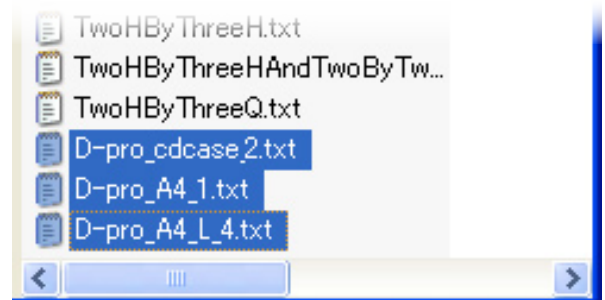 TwoHByThreeH.txt
TwoHByThreeHAndTwoByTw...
TwoHByThreeQ.txt
D-pro_cdcase_2.txt
D-pro_A4_1.txt
D-pro_A4_L_4.txt